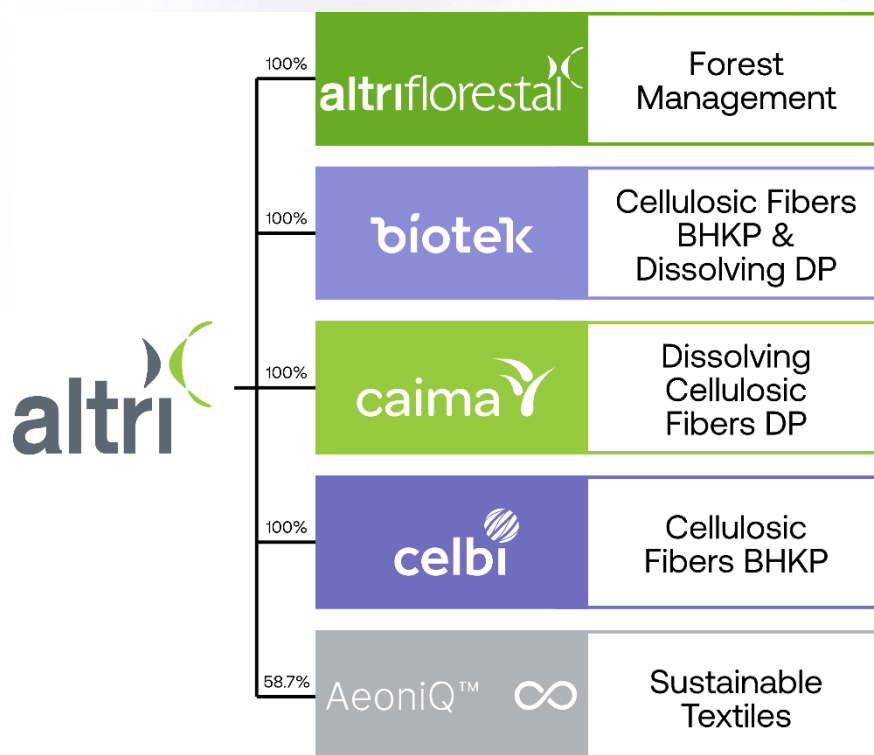 altri
100%
altriflorestal
Forest
Management
100%
biotek
Cellulosic Fibers
BHKP &
Dissolving DP
100%
caima
Dissolving
Cellulosic
Fibers DP
100%
celbi
Cellulosic
Fibers BHKP
58.7%
AeoniQ™
Sustainable
Textiles